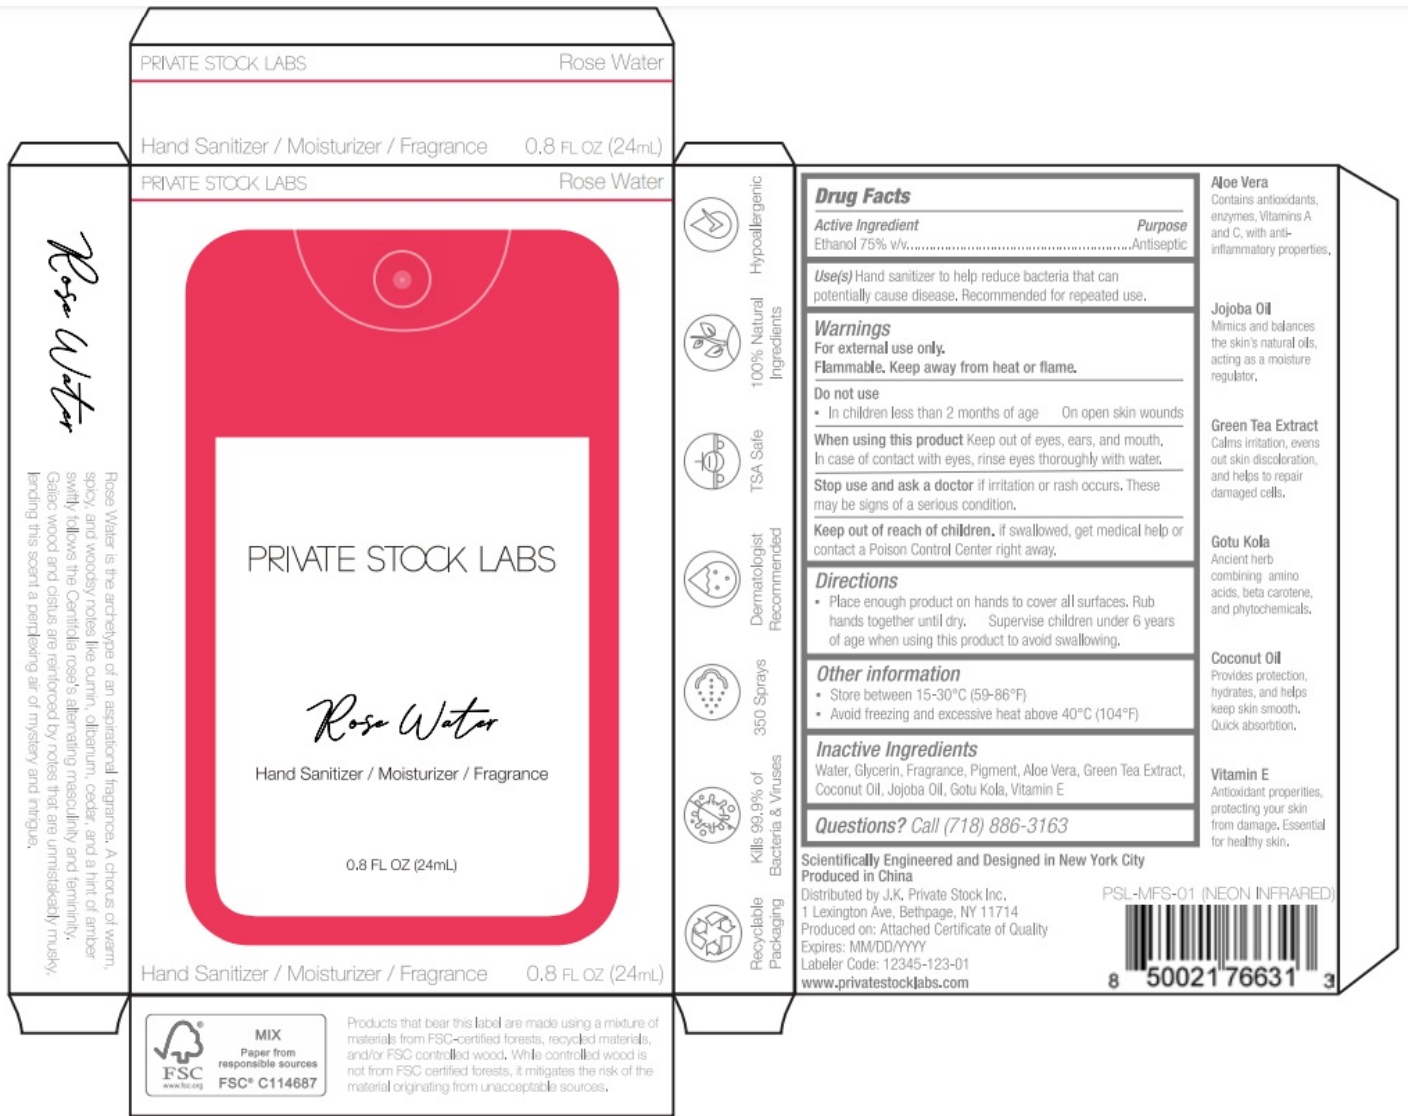 PRIVATE STOCK LABS Rose Water
Hand Sanitizer / Moisturizer / Fragrance 0.8 FL OZ (24mL)
PRIVATE STOCK LABS Rose Water
PRIVATE STOCK LABS
Rose Water
Hand Sanitizer / Moisturizer / Fragrance
0.8 FL OZ (24mL)
Hand Sanitizer / Moisturizer / Fragrance 0.8 FL OZ (24mL)
Rose Water
Rose Water is the archetype of an aspirational fragrance. A chorus of warm,
spicy, and woodsy notes like cumin, olibanum, cedar, and a hint of amber
swiftly follows the Centifolia rose's alternating masculinity and femininity.
Gaïac wood and cistus are reinforced by notes that are unmistakably musky,
lending this scent a perplexing air of mystery and intrigue.
Hypoallergenic
100% Natural
Ingredients
TSA Safe
Dermatologist
Recommended
350 Sprays
Kills 99.9% of
Bacteria & Viruses
Recyclable
Packaging
Drug Facts
Active Ingredient Purpose
Ethanol 75% v/v..........................................................Antiseptic
Use(s) Hand sanitizer to help reduce bacteria that can
potentially cause disease. Recommended for repeated use.
Warnings
For external use only.
Flammable. Keep away from heat or flame.
Do not use
▪ In children less than 2 months of age On open skin wounds
When using this product Keep out of eyes, ears, and mouth.
In case of contact with eyes, rinse eyes thoroughly with water.
Stop use and ask a doctor if irritation or rash occurs. These
may be signs of a serious condition.
Keep out of reach of children. if swallowed, get medical help or
contact a Poison Control Center right away.
Directions
▪ Place enough product on hands to cover all surfaces. Rub
hands together until dry. Supervise children under 6 years
of age when using this product to avoid swallowing.
Other information
▪ Store between 15-30°C (59-86°F)
▪ Avoid freezing and excessive heat above 40°C (104°F)
Inactive Ingredients
Water, Glycerin, Fragrance, Pigment, Aloe Vera, Green Tea Extract,
Coconut Oil, Jojoba Oil, Gotu Kola, Vitamin E
Questions? Call (718) 886-3163
Scientifically Engineered and Designed in New York City
Produced in China
Distributed by J.K. Private Stock Inc.
1 Lexington Ave, Bethpage, NY 11714
Produced on: Attached Certificate of Quality
Expires: MM/DD/YYYY
Labeler Code: 12345-123-01
www.privatestocklabs.com
Aloe Vera
Contains antioxidants,
enzymes, Vitamins A
and C, with anti-
inflammatory properties.
Jojoba Oil
Mimics and balances
the skin's natural oils,
acting as a moisture
regulator.
Green Tea Extract
Calms irritation, evens
out skin discoloration,
and helps to repair
damaged cells.
Gotu Kola
Ancient herb
combining amino
acids, beta carotene,
and phytochemicals.
Coconut Oil
Provides protection,
hydrates, and helps
keep skin smooth.
Quick absorbtion.
Vitamin E
Antioxidant properities,
protecting your skin
from damage. Essential
for healthy skin.
PSL-MFS-01 (NEON INFRARED)
8 50021 76631 3
FSC®
www.fsc.org
MIX
Paper from
responsible sources
FSC® C114687
Products that bear this label are made using a mixture of
materials from FSC-certified forests, recycled materials,
and/or FSC controlled wood. While controlled wood is
not from FSC certified forests, it mitigates the risk of the
material originating from unacceptable sources.